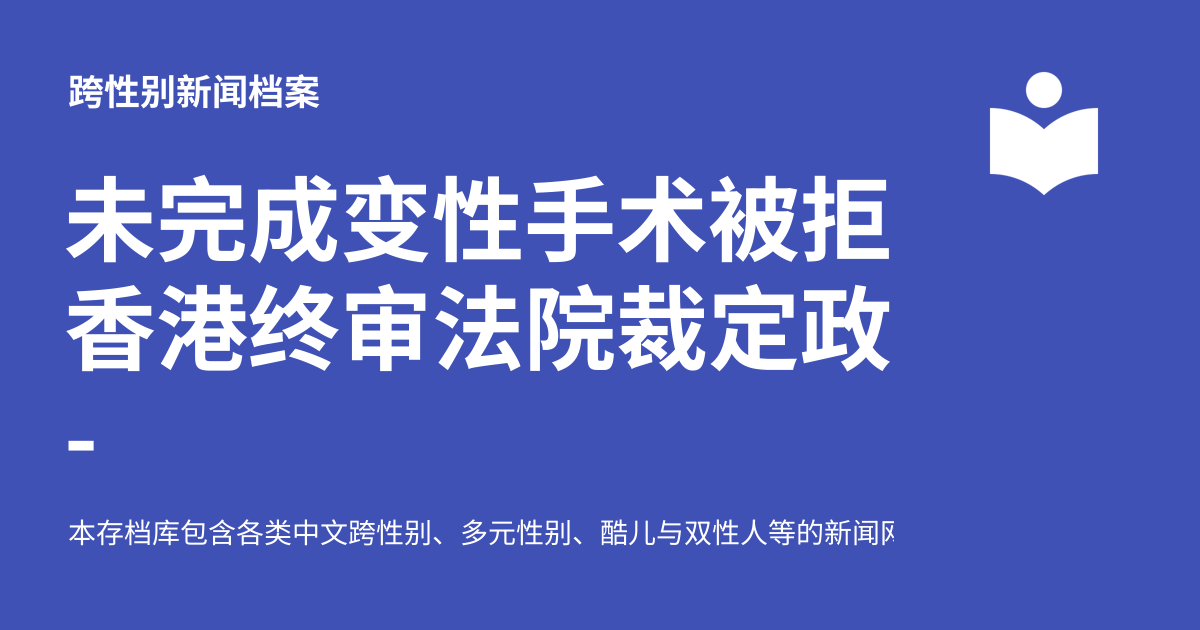 跨性别新闻档案
未完成变性手术被拒
香港终审法院裁定政
-
本存档库包含各类中文跨性别、多元性别、酷儿与双性人等的新闻网